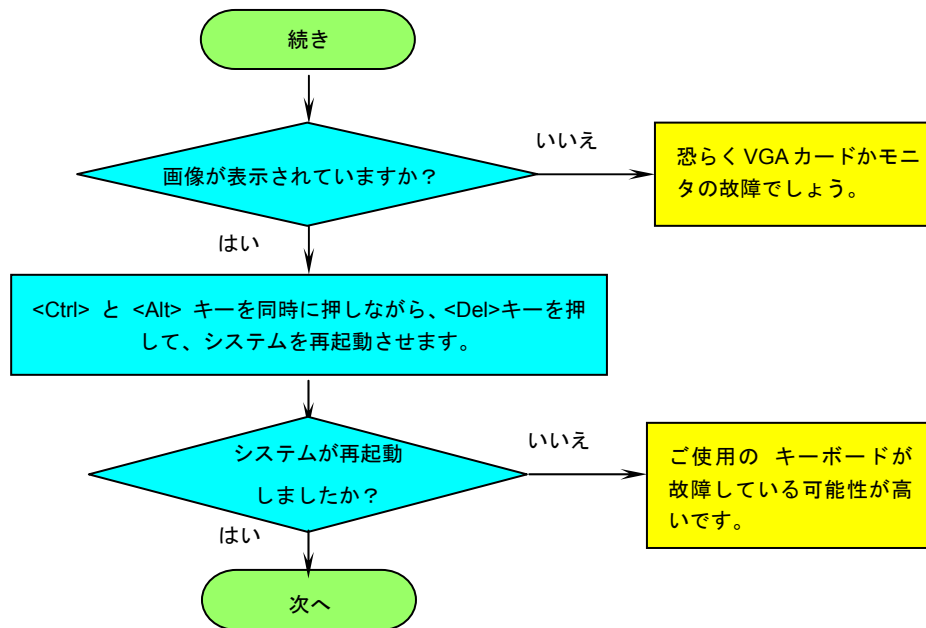 続き
いいえ
画像が表示されていますか？
恐らく VGA カードかモニ
タの故障でしょう。
はい
<Ctrl> と <Alt> キーを同時に押しながら、<Del>キーを押
して、システムを再起動させます。
いいえ
システムが再起動
しましたか？
ご使用の キーボードが
故障している可能性が高
いです。
はい
次へ